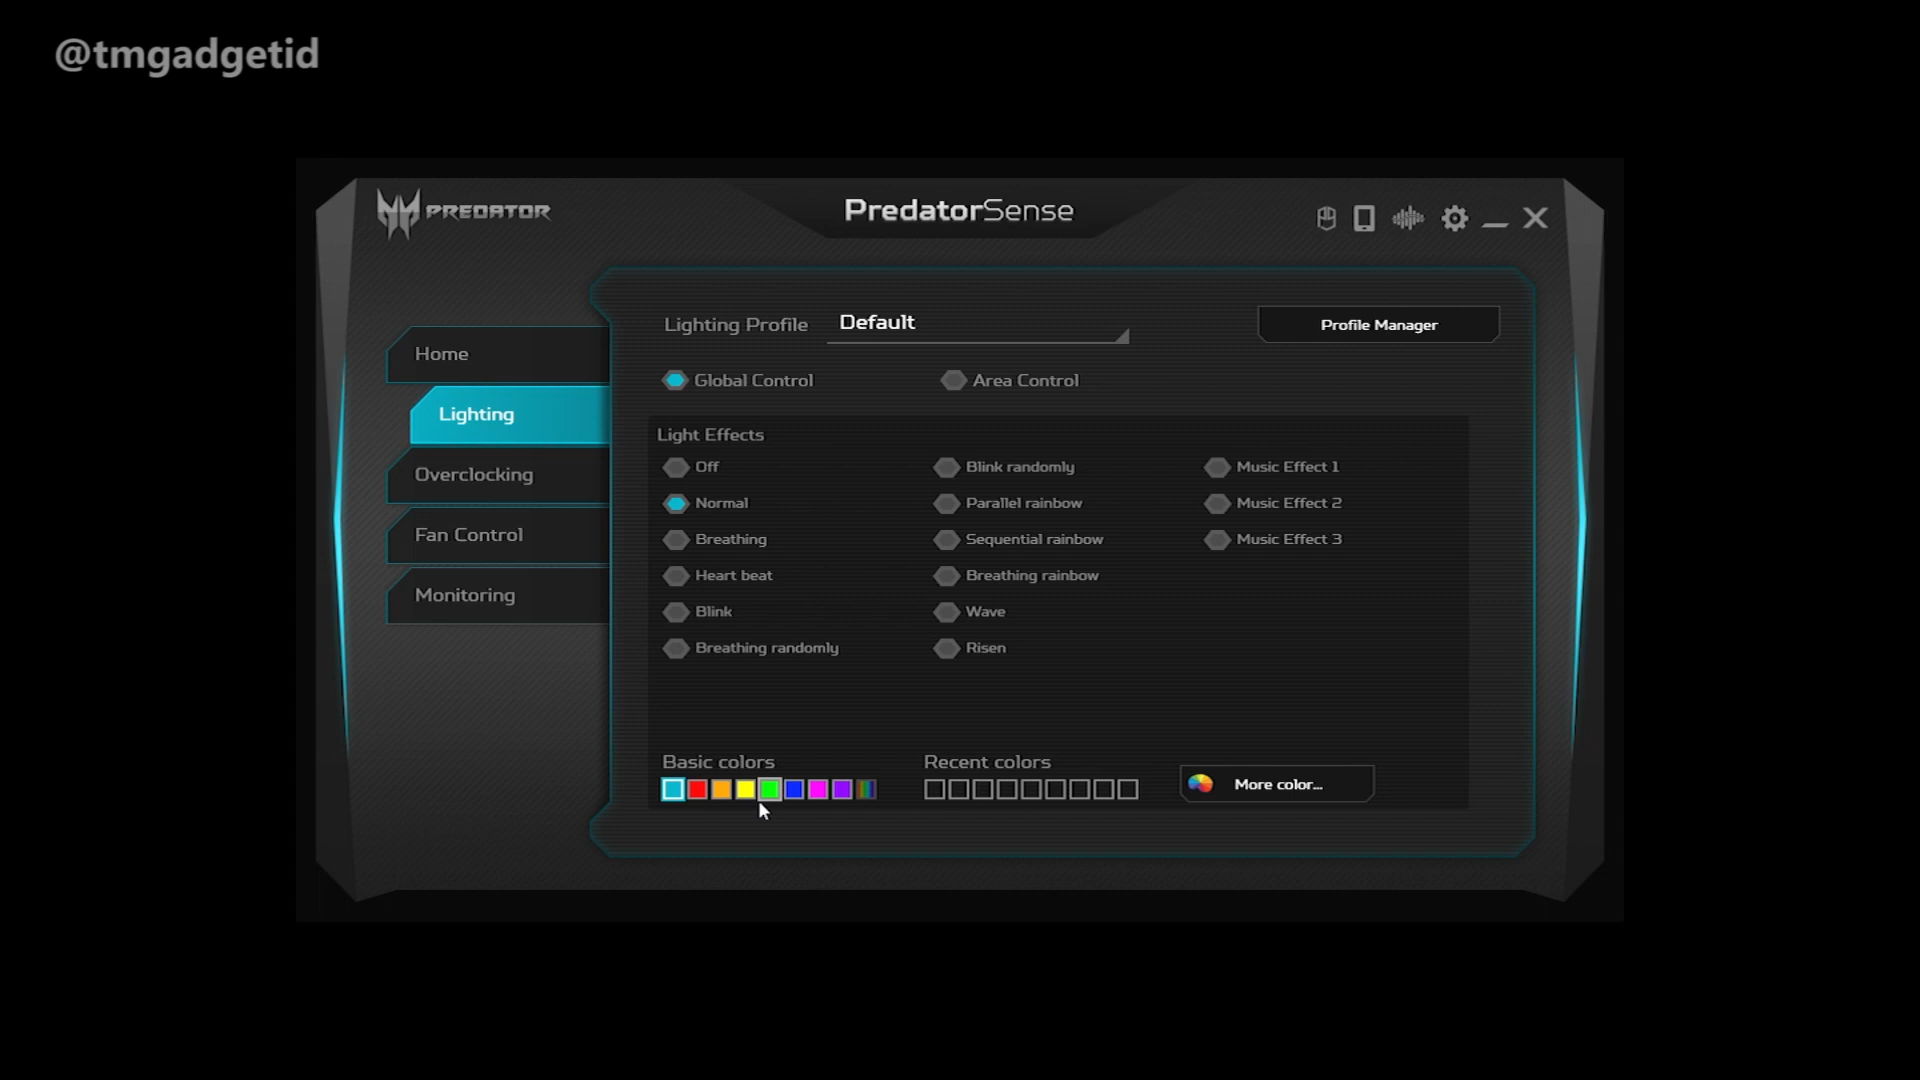 @tmgadgetid
PREDATOR
PredatorSense
Lighting Profile
Default
Profile Manager
Global Control
Area Control
Home
Lighting
Overclocking
Fan Control
Monitoring
Light Effects
Off
Normal
Breathing
Heart beat
Blink
Breathing randomly
Blink randomly
Parallel rainbow
Sequential rainbow
Breathing rainbow
Wave
Risen
Music Effect 1
Music Effect 2
Music Effect 3
Basic colors
Recent colors
More color...